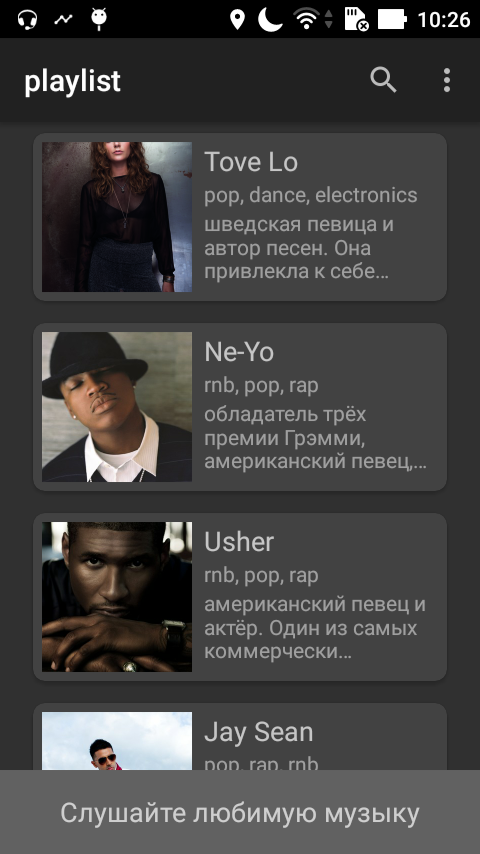 10:26
playlist
Tove Lo
pop, dance, electronics
шведская певица и
автор песен. Она
привлекла к себе…
Ne-Yo
rnb, pop, rap
обладатель трёх
премии Грэмми,
американский певец,…
Usher
rnb, pop, rap
американский певец и
актёр. Один из самых
коммерчески…
Jay Sean
pop, rap, rnb
Слушайте любимую музыку